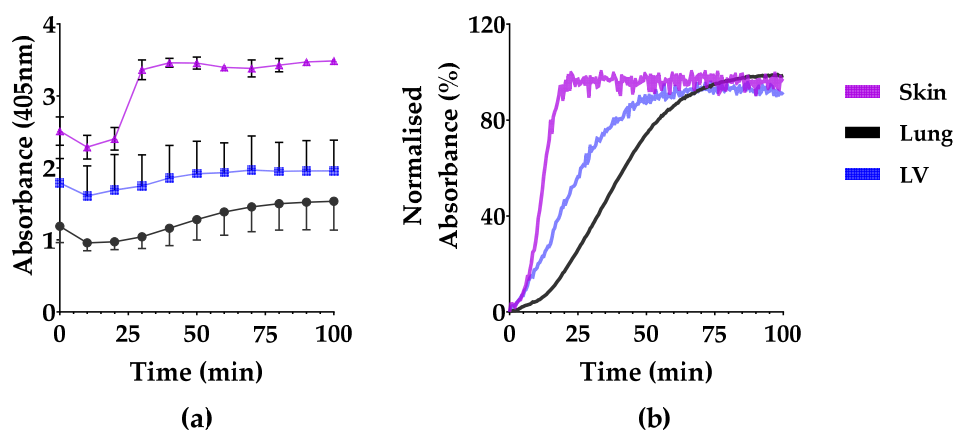 4
3
2
1
0
Absorbance (405nm)
0 25 50 75 100
Time (min)
(a)
120
80
40
0
Normalised
Absorbance (%)
0 25 50 75 100
Time (min)
(b)
Skin
Lung
LV